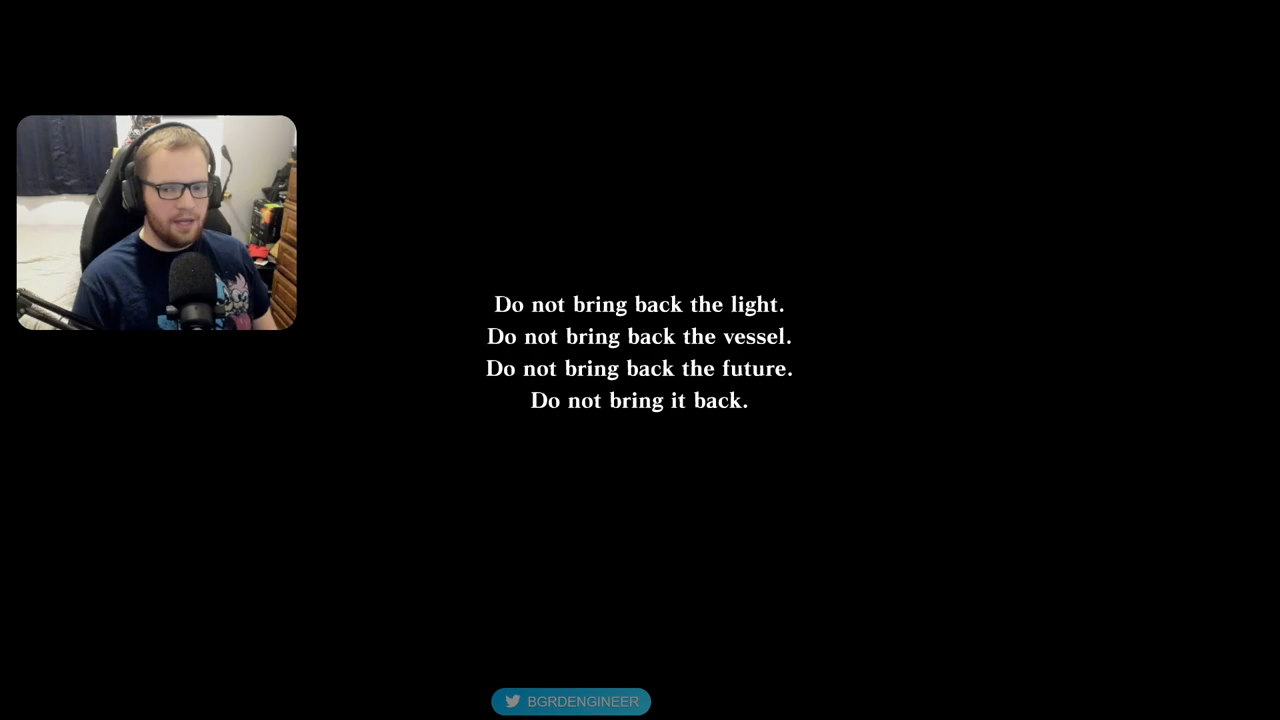 Do not bring back the light.
Do not bring back the vessel.
Do not bring back the future.
Do not bring it back.
BGRDENGINEER